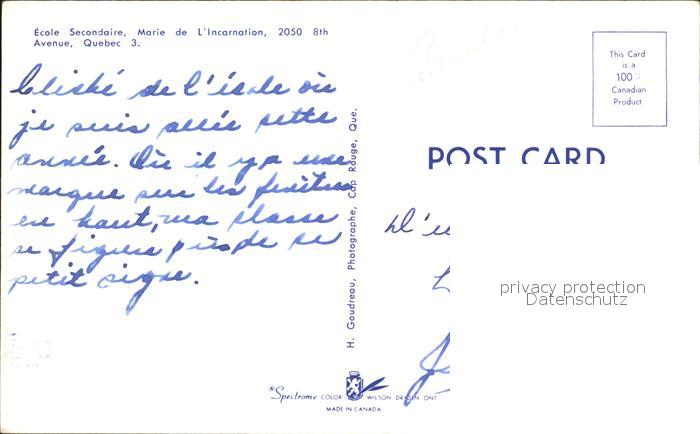 École Secondaire, Marie de L'Incarnation, 2050 8th
Avenue, Quebec 3.
Cliché de l'école où
je suis allée cette
année. Où il y a une
marque sur les fenêtres
en haut, ma classe
se figure près de ce
petit signe.
H. Goudreau, Photographe, Cap Rouge, Que.
This Card
is a
100%
Canadian
Product
POST CARD
privacy protection
Datenschutz
Spectrome COLOR WILSON DRYDEN ONT
MADE IN CANADA